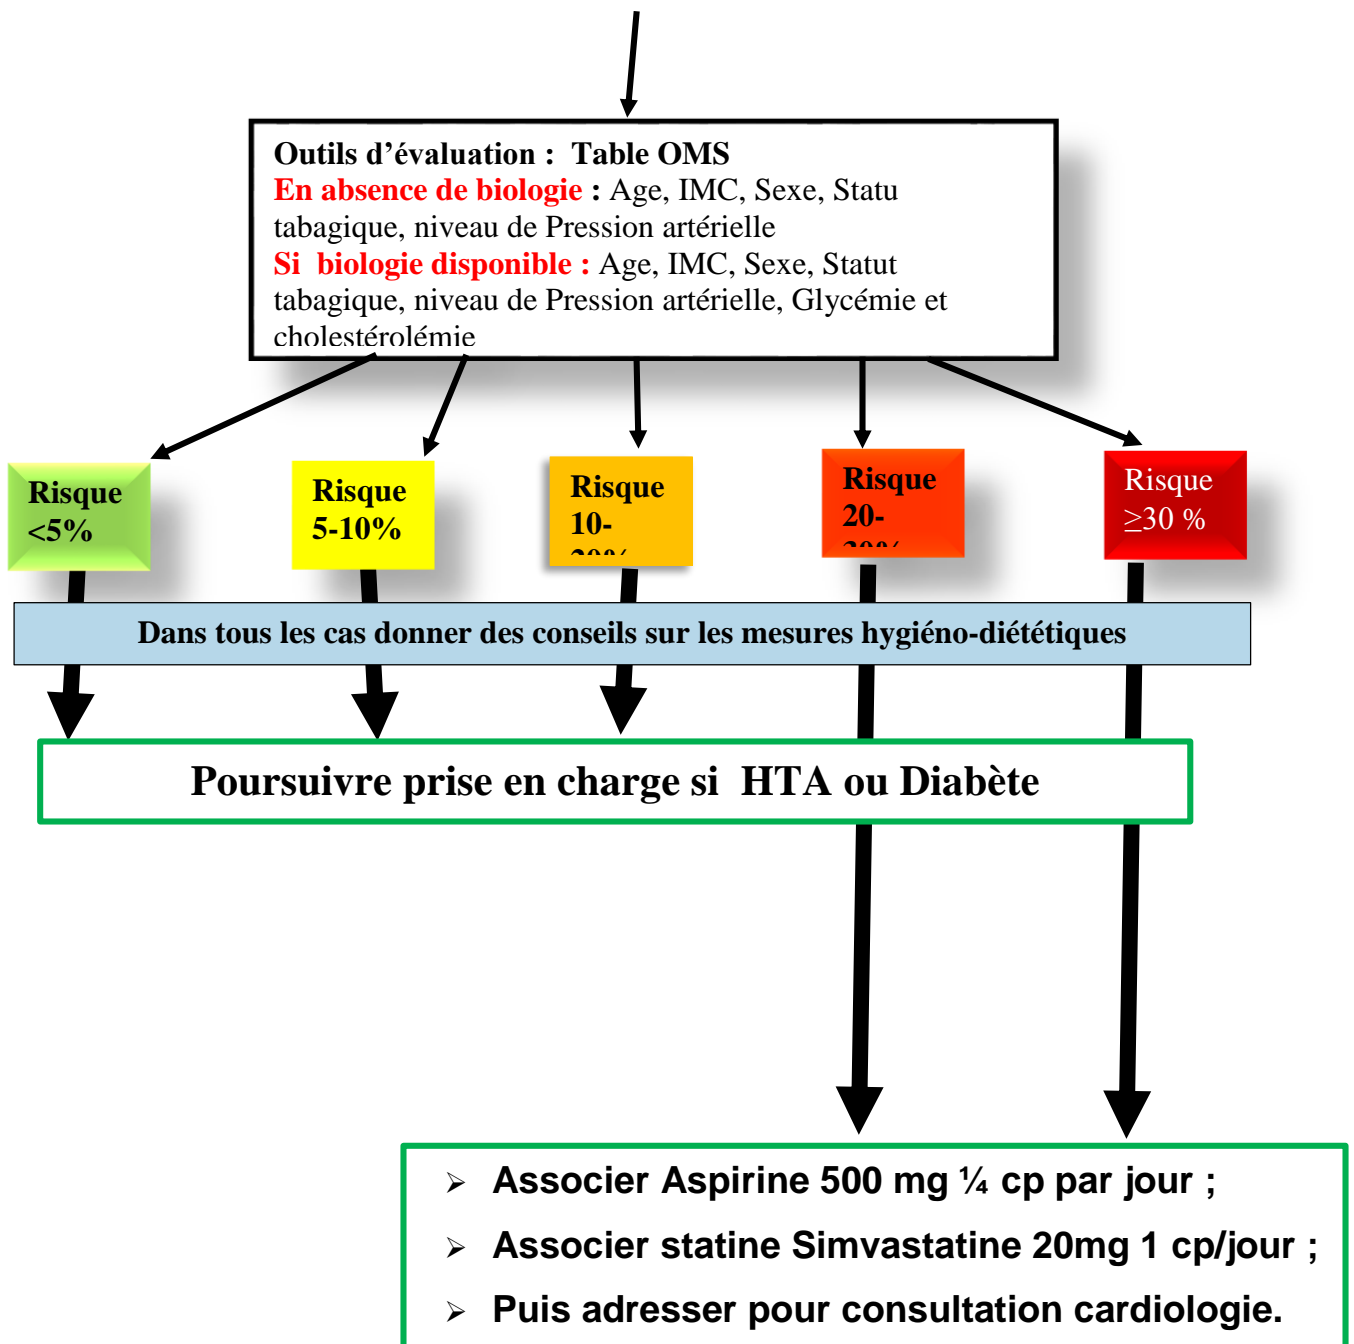 Outils d’évaluation : Table OMS
En absence de biologie : Age, IMC, Sexe, Statu
tabagique, niveau de Pression artérielle
Si biologie disponible : Age, IMC, Sexe, Statut
tabagique, niveau de Pression artérielle, Glycémie et
cholestérolémie
Risque
<5%
Risque
5-10%
Risque
10-
20%
Risque
20-
30%
Risque
≥30 %
Dans tous les cas donner des conseils sur les mesures hygiéno-diététiques
Poursuivre prise en charge si HTA ou Diabète
➢ Associer Aspirine 500 mg ¼ cp par jour ;
➢ Associer statine Simvastatine 20mg 1 cp/jour ;
➢ Puis adresser pour consultation cardiologie.